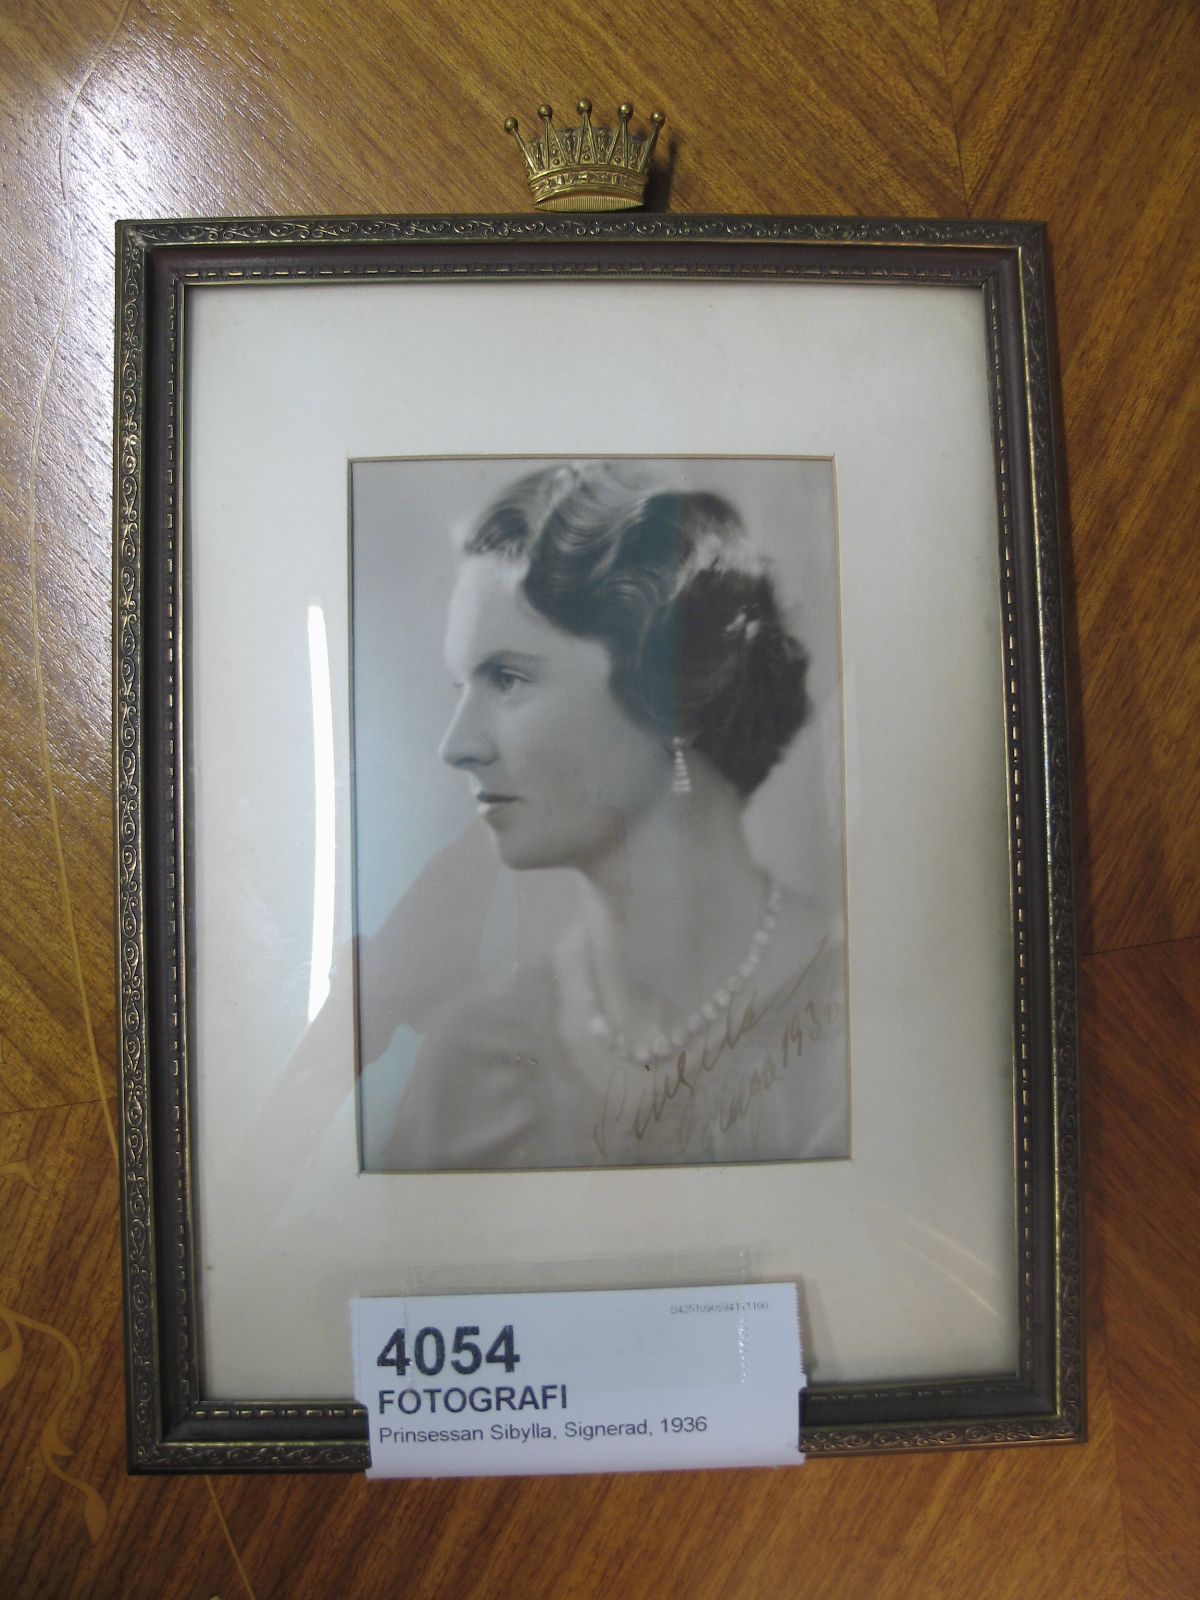 Sibylla
Haga 1936
4054
FOTOGRAFI
Prinsessan Sibylla, Signerad, 1936